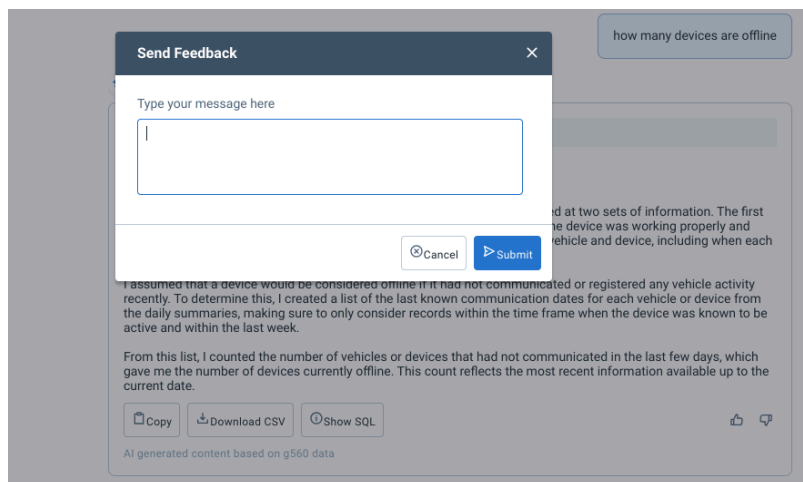 how many devices are offline
Send Feedback
Type your message here
Cancel
Submit
ed at two sets of information. The first
device was working properly and
vehicle and device, including when each
I assumed that a device would be considered offline if it had not communicated or registered any vehicle activity
recently. To determine this, I created a list of the last known communication dates for each vehicle or device from
the daily summaries, making sure to only consider records within the time frame when the device was known to be
active and within the last week.
From this list, I counted the number of vehicles or devices that had not communicated in the last few days, which
gave me the number of devices currently offline. This count reflects the most recent information available up to the
current date.
Copy
Download CSV
Show SQL
AI generated content based on g560 data